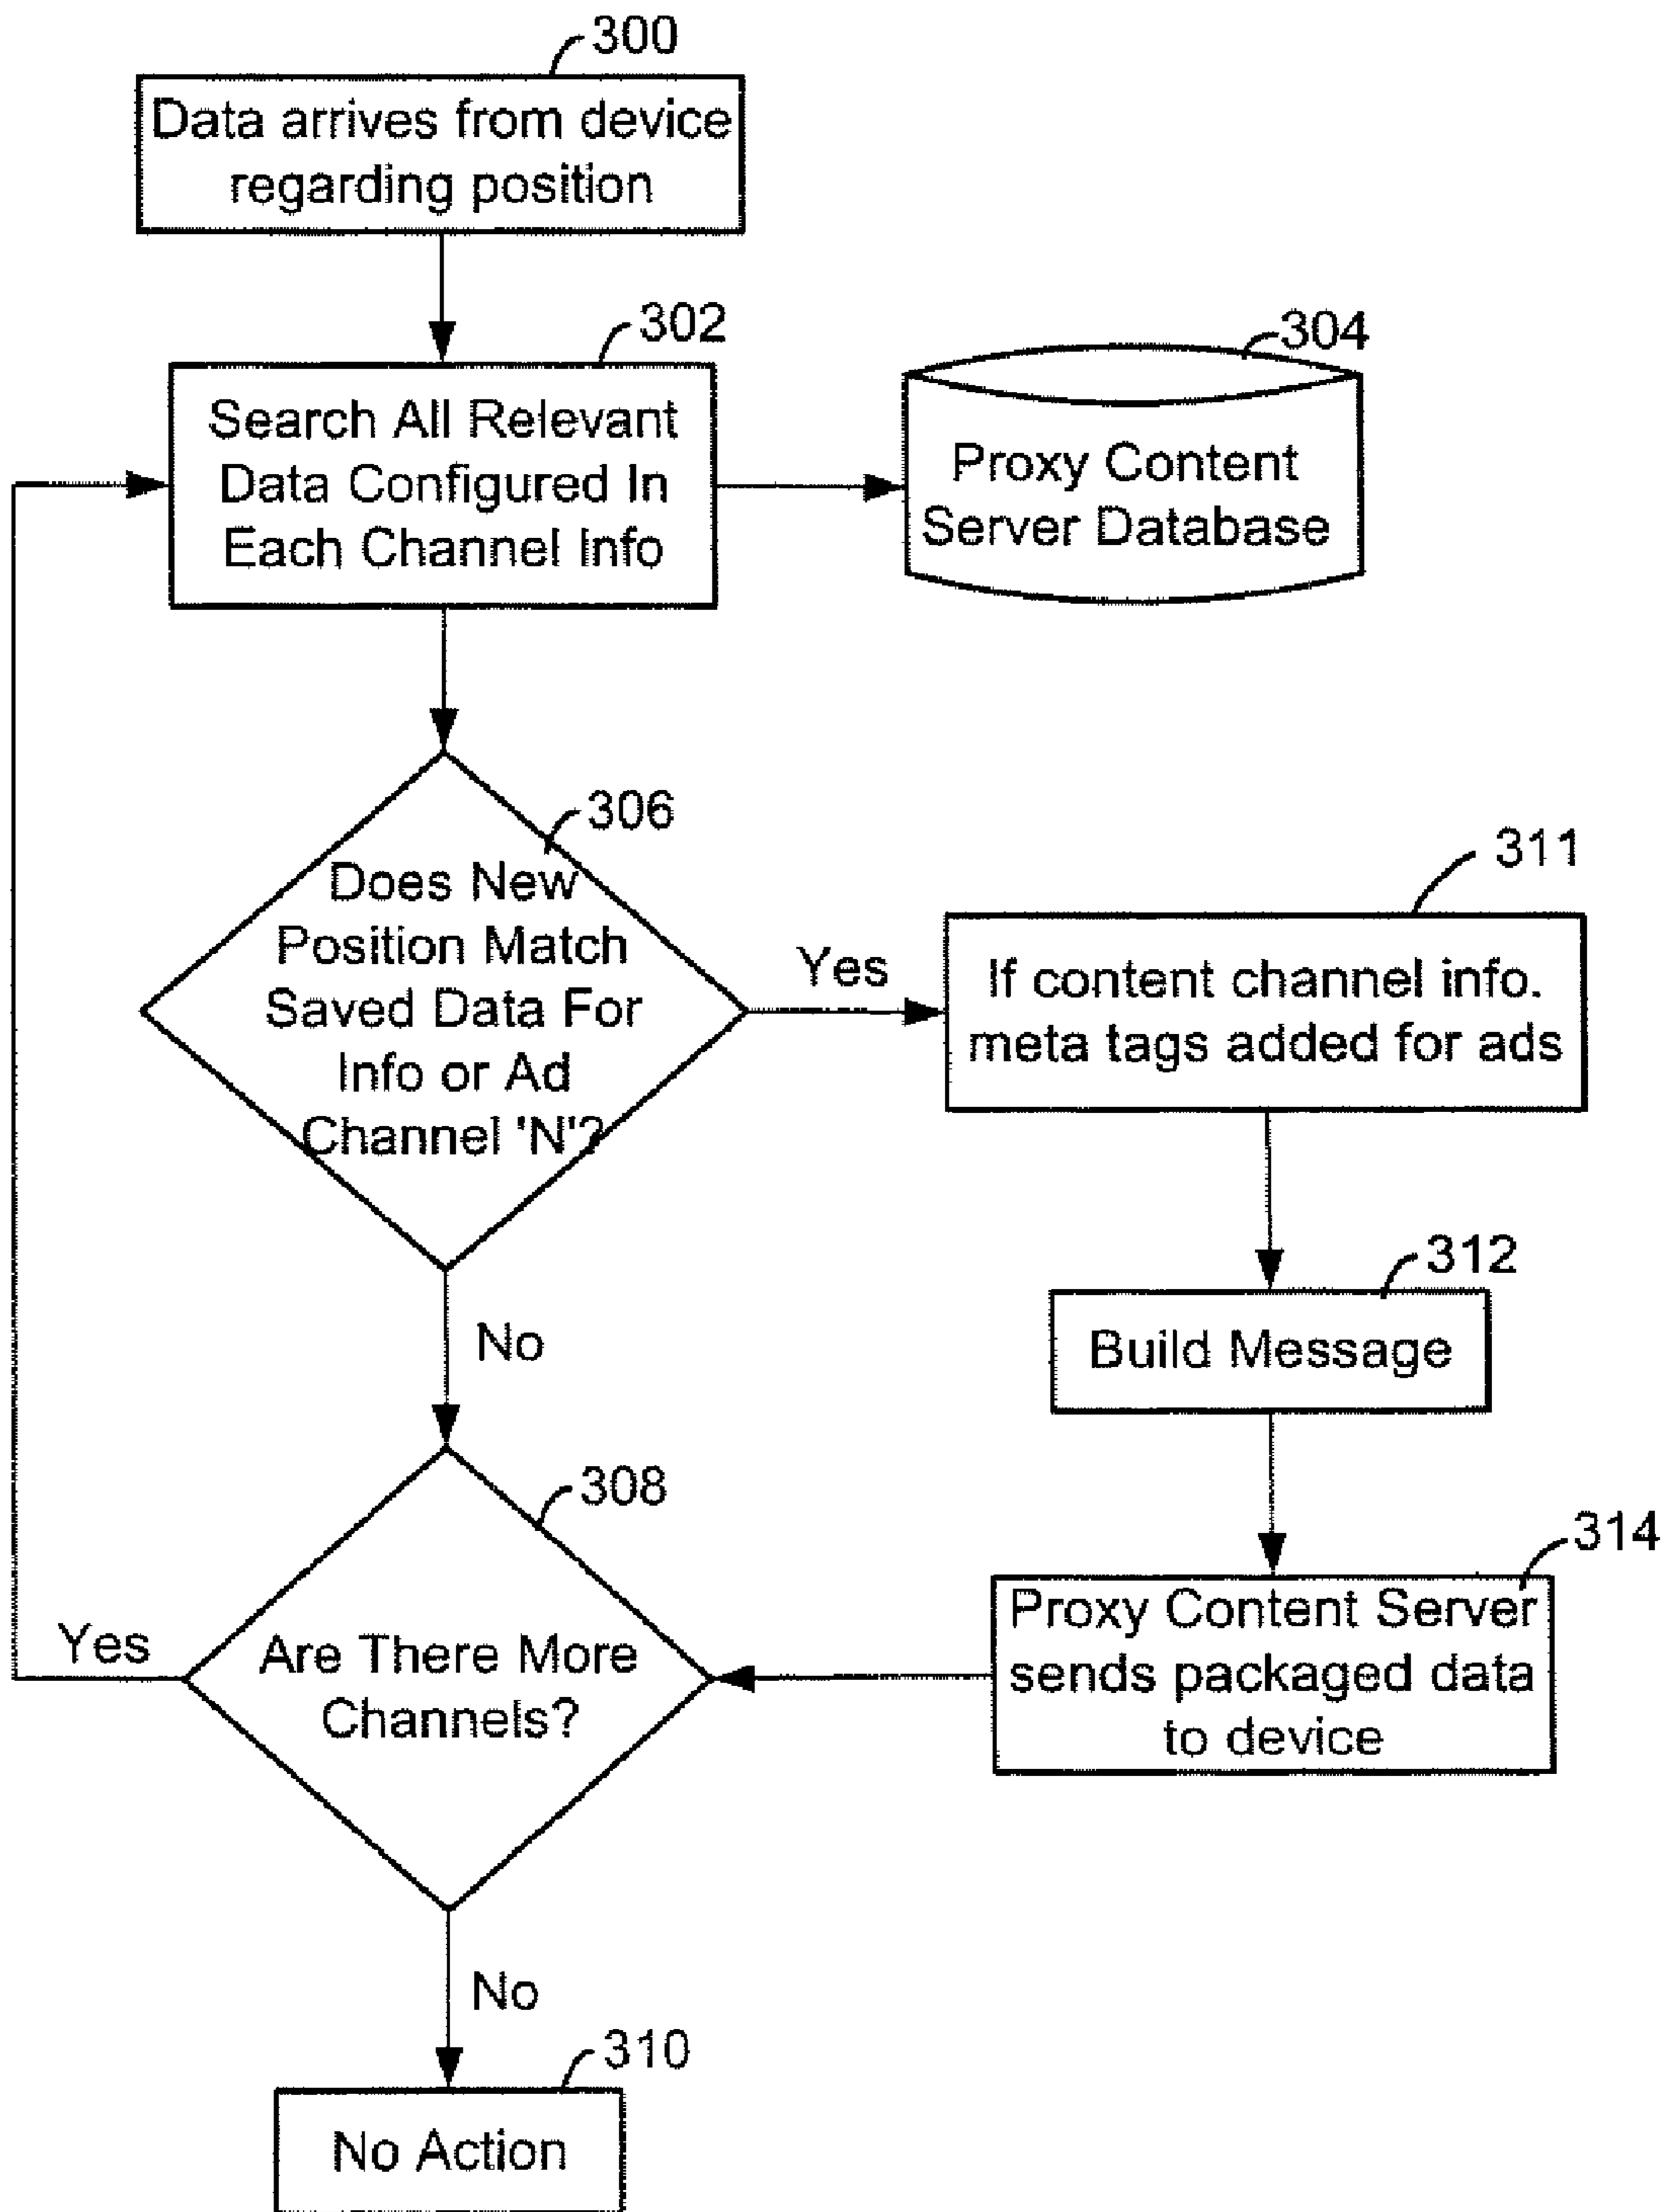 300
Data arrives from device
regarding position
302
Search All Relevant
Data Configured In
Each Channel Info
304
Proxy Content
Server Database
306
Does New
Position Match
Saved Data For
Info or Ad
Channel 'N'?
Yes
311
If content channel info.
meta tags added for ads
No
312
Build Message
308
Are There More
Channels?
Yes
314
Proxy Content Server
sends packaged data
to device
No
310
No Action